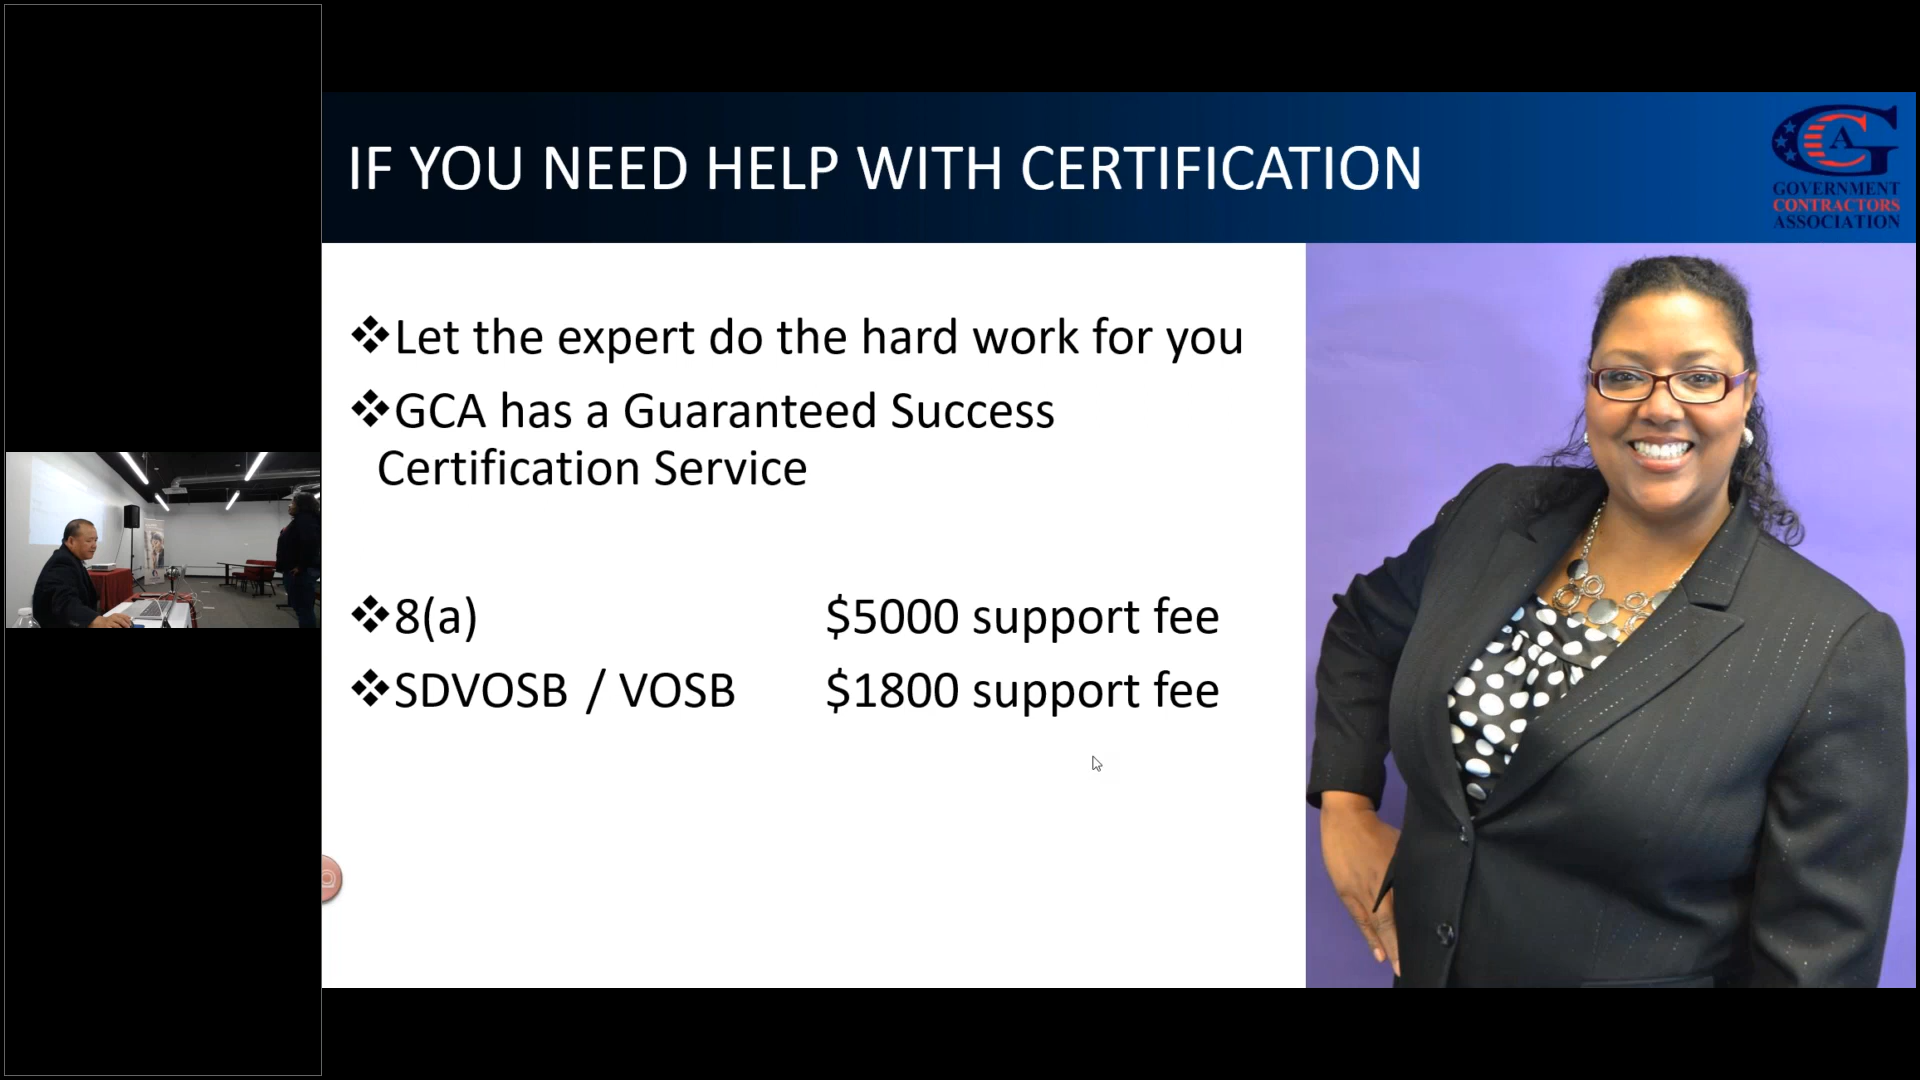 IF YOU NEED HELP WITH CERTIFICATION
GCA
GOVERNMENT
CONTRACTORS
ASSOCIATION
❖Let the expert do the hard work for you
❖GCA has a Guaranteed Success
Certification Service
❖8(a) $5000 support fee
❖SDVOSB / VOSB $1800 support fee